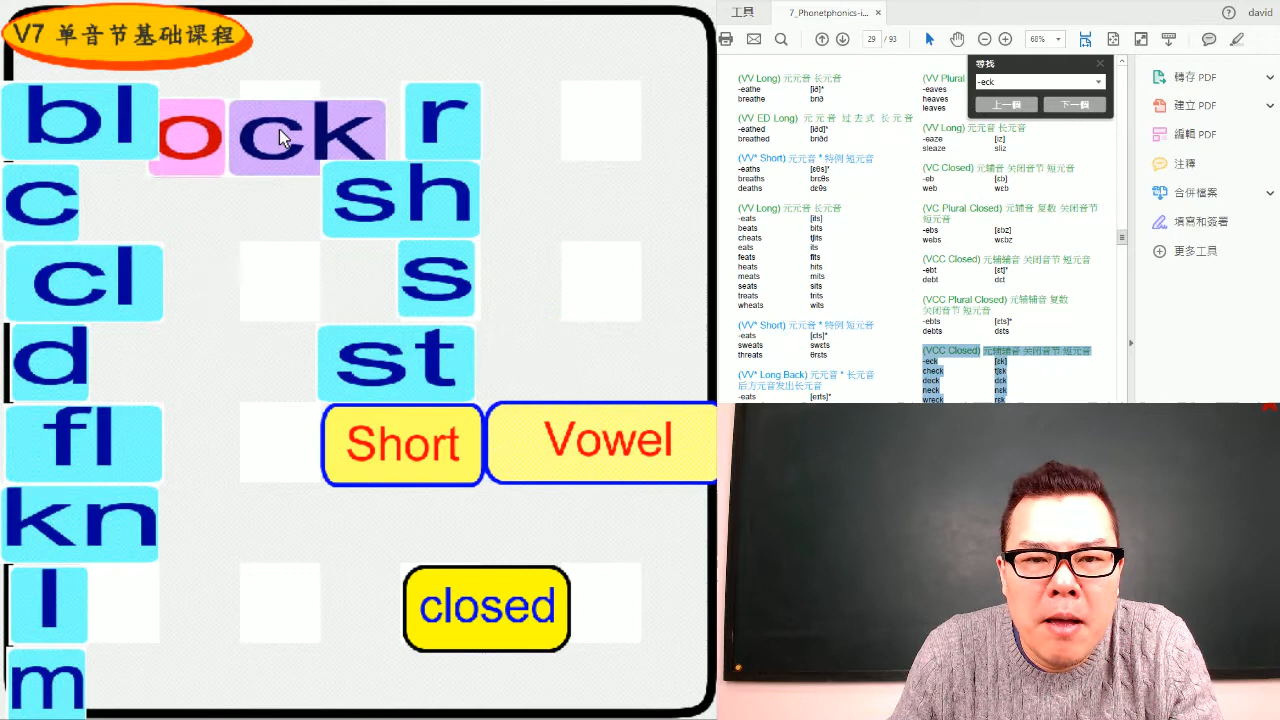 V7 单音节基础课程
bl
o
ck
r
c
sh
cl
s
d
st
fl
Short
Vowel
kn
l
closed
m
工具
7_Phonetphonics-i... ×
david
29 / 93
68%
寻找
-eck
上一個
下一個
(VV Long) 元元音 长元音
-eathe [ið]*
breathe brið
(VV ED Long) 元 元 音 过 去 式 长 元 音
-eathed [iðd]*
breathed briðd
(VV* Short) 元元音 * 特例 短元音
-eaths [ɛθs]*
breaths brɛθs
deaths dɛθs
(VV Long) 元元音 长元音
-eats [its]
beats bits
cheats tʃits
eats its
feats fits
heats hits
meats mits
seats sits
treats trits
wheats wits
(VV* Short) 元元音 * 特例 短元音
-eats [ɛts]*
sweats swɛts
threats θrɛts
(VV* Long Back) 元元音 * 长元音
后方元音发出长元音
-eats [eɪts]*
(VV Plural
-eaves
heaves
leaves
(VV Long) 元元音 长元音
-eaze [iz]
sleaze sliz
(VC Closed) 元辅音 关闭音节 短元音
-eb [ɛb]
web wɛb
(VC Plural Closed) 元辅音 复数 关闭音节
短元音
-ebs [ɛbz]
webs wɛbz
(VCC Closed) 元辅辅音 关闭音节 短元音
-ebt [ɛt]*
debt dɛt
(VCC Plural Closed) 元辅辅音 复数
关闭音节 短元音
-ebts [ɛts]*
debts dɛts
(VCC Closed) 元辅辅音 关闭音节 短元音
-eck [ɛk]
check tʃɛk
deck dɛk
neck nɛk
wreck rɛk
轉存 PDF
建立 PDF
編輯 PDF
注釋
合併檔案
填寫和簽署
更多工具